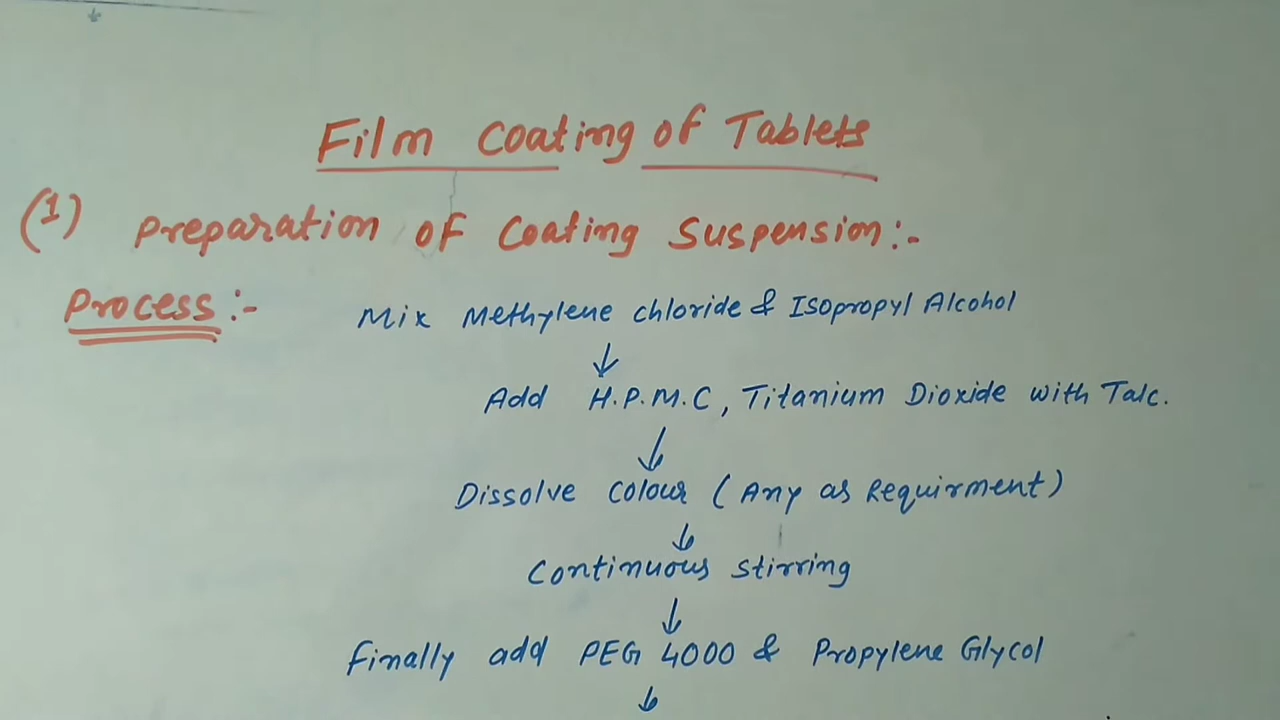 Film Coating of Tablets
(1) Preparation of Coating Suspension:-
Process:- Mix Methylene chloride & Isopropyl Alcohol
↓
Add H.P.M.C, Titanium Dioxide with Talc.
↓
Dissolve Colour (Any as Requirment)
↓
Continuous stirring
↓
Finally add PEG 4000 & Propylene Glycol
↓